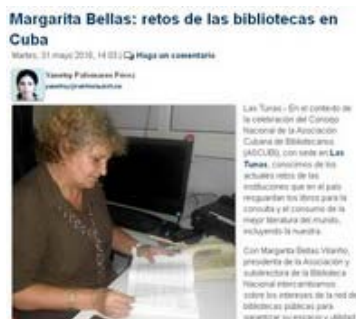 Margarita Bellas: retos de las bibliotecas en
Cuba
Martes, 31 mayo 2016, 14:03 | Haga un comentario
Yanetsy Palomares Pérez
Las Tunas.- En el contexto de
la celebración del Consejo
Nacional de la Asociación
Cubana de Bibliotecarios
(ASCUBI), con sede en Las
Tunas, conocimos de los
actuales retos de las
instituciones que en el país
resguardan los libros para la
consulta y el consumo de la
mejor literatura del mundo,
incluyendo la nuestra.
Con Margarita Bellas Vilariño,
presidenta de la Asociación y
subdirectora de la Biblioteca
Nacional intercambiamos
sobre los intereses de la red de
bibliotecas públicas para
garantizar su espacio y utilidad